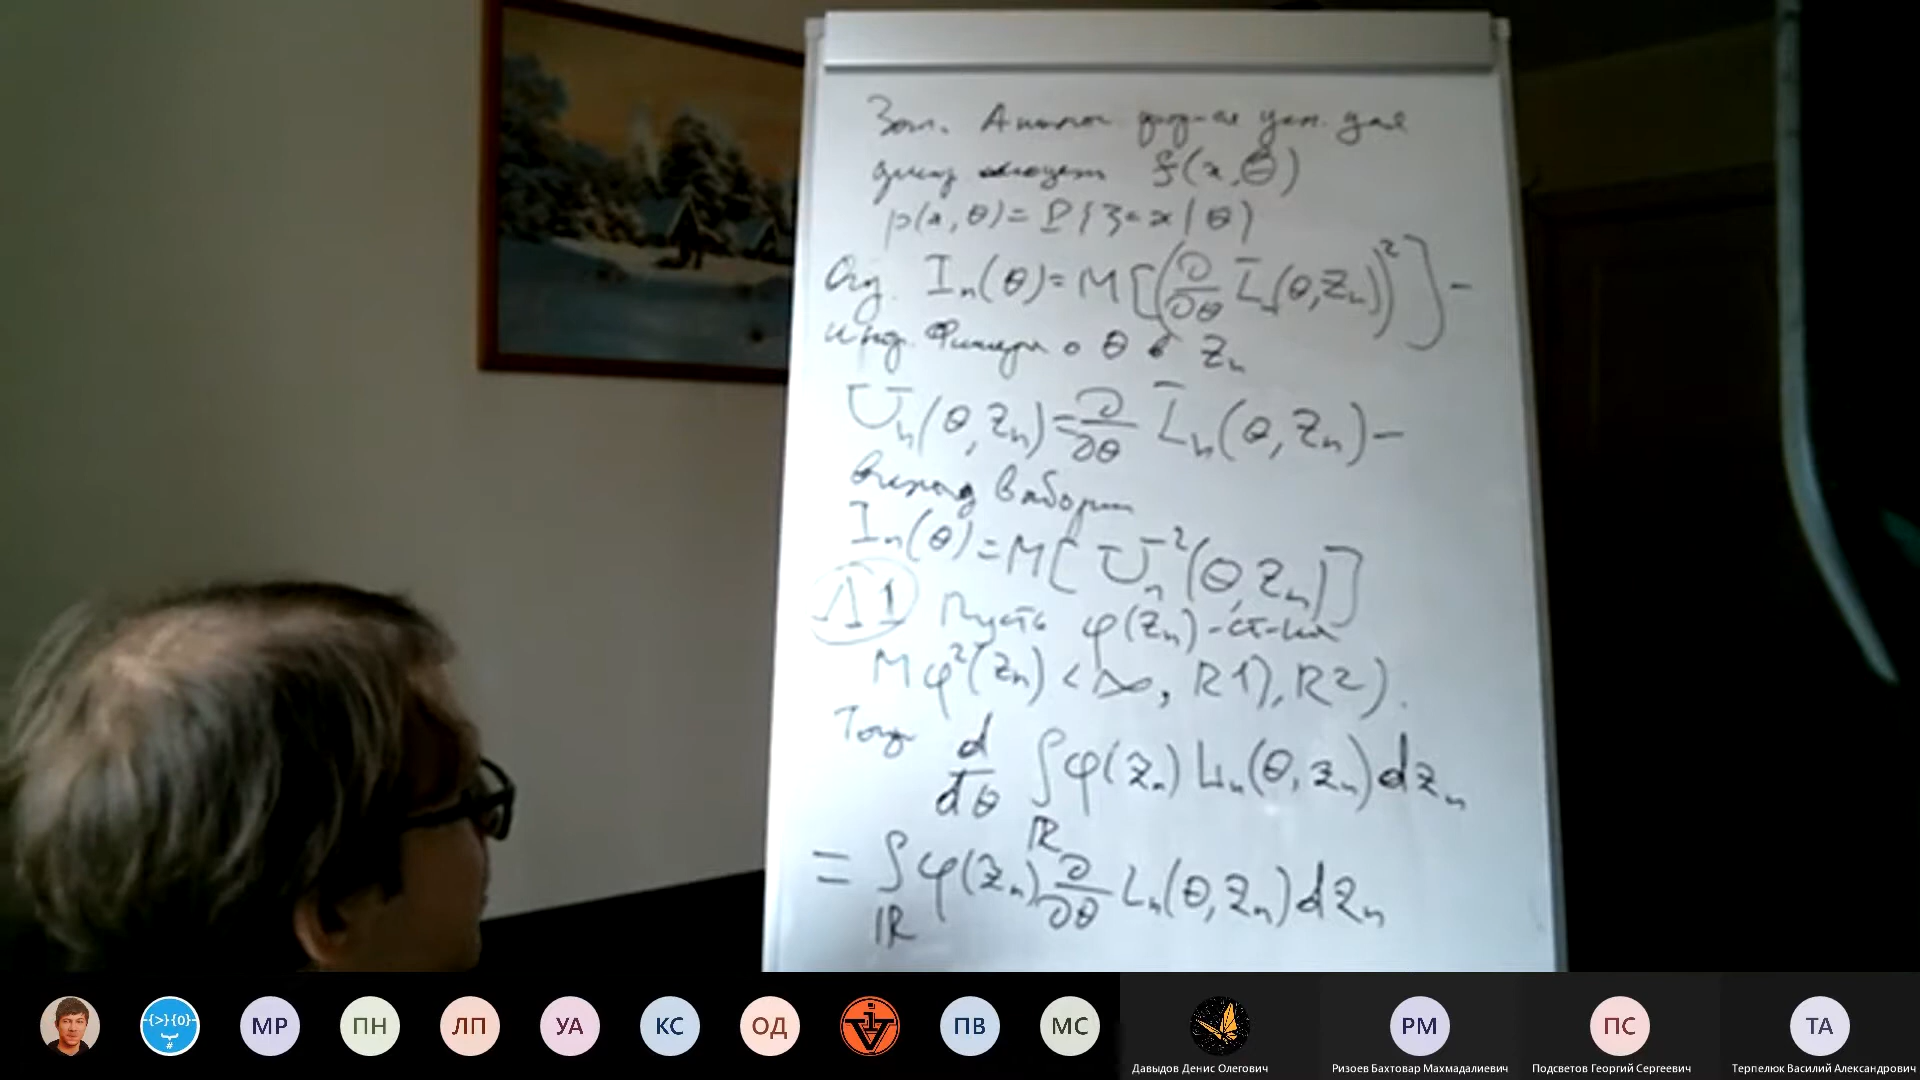 Зам. Аналог. усл. для
дискр. f(x, Θ)
p(x, θ) = P{ξ = x | θ}
Опр. Iₙ(θ) = M[(∂/∂θ L̄ₙ(θ, Zₙ))²] –
инф. Фишера о θ в Zₙ
Uₙ(θ, Zₙ) = ∂/∂θ L̄ₙ(θ, Zₙ) –
вклад выборки
Iₙ(θ) = M[Uₙ²(θ, Zₙ)]
Л1 Пусть φ(Zₙ) - ст-ка
Mφ²(Zₙ) < ∞, R1), R2).
Тогда d/dθ ∫ φ(zₙ) Lₙ(θ, zₙ) dzₙ
ℝ
= ∫ φ(zₙ) ∂/∂θ Lₙ(θ, zₙ) dzₙ
ℝ
-{>}{0}-
#
МР
ПН
ЛП
УА
КС
ОД
ПВ
МС
РМ
ПС
ТА
Давыдов Денис Олегович
Ризоев Бахтовар Махмадалиевич
Подсветов Георгий Сергеевич
Терпелюк Василий Александрович